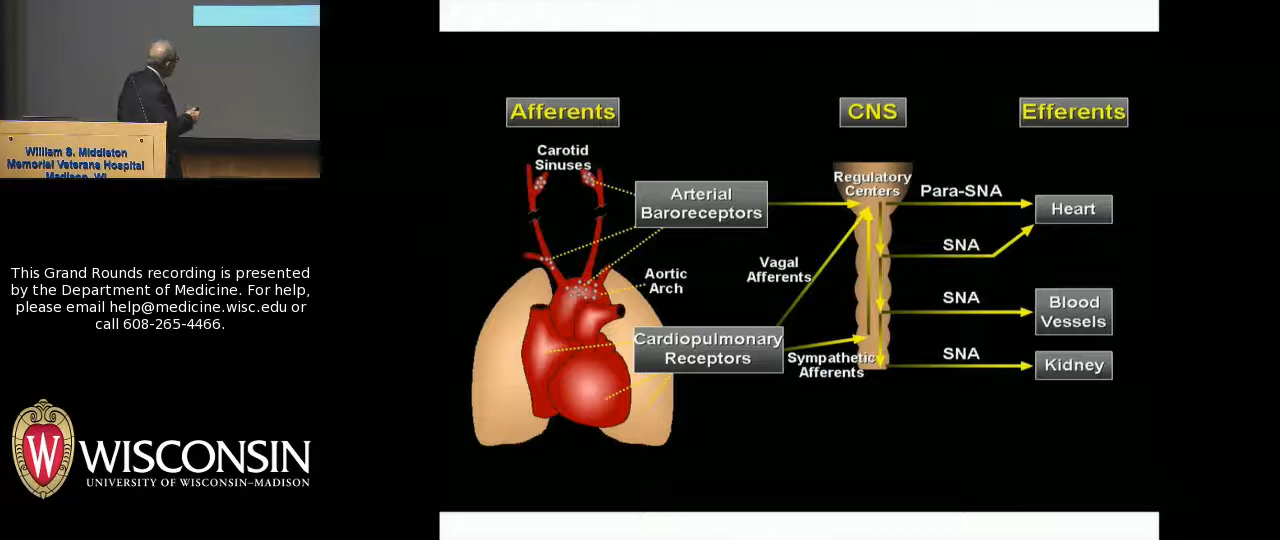 William S. Middleton
Memorial Veterans Hospital
Madison, WI
This Grand Rounds recording is presented
by the Department of Medicine. For help,
please email help@medicine.wisc.edu or
call 608-265-4466.
W
WISCONSIN
UNIVERSITY OF WISCONSIN–MADISON
Afferents
CNS
Efferents
Carotid
Sinuses
Arterial
Baroreceptors
Aortic
Arch
Cardiopulmonary
Receptors
Vagal
Afferents
Sympathetic
Afferents
Regulatory
Centers
Para-SNA
Heart
SNA
SNA
Blood
Vessels
SNA
Kidney